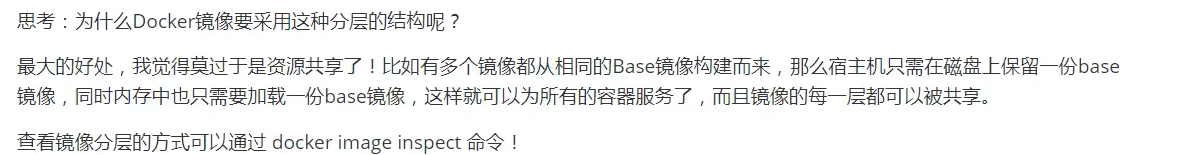 思考：为什么Docker镜像要采用这种分层的结构呢？
最大的好处，我觉得莫过于是资源共享了！比如有多个镜像都从相同的Base镜像构建而来，那么宿主机只需在磁盘上保留一份base
镜像，同时内存中也只需要加载一份base镜像，这样就可以为所有的容器服务了，而且镜像的每一层都可以被共享。
查看镜像分层的方式可以通过 docker image inspect 命令！